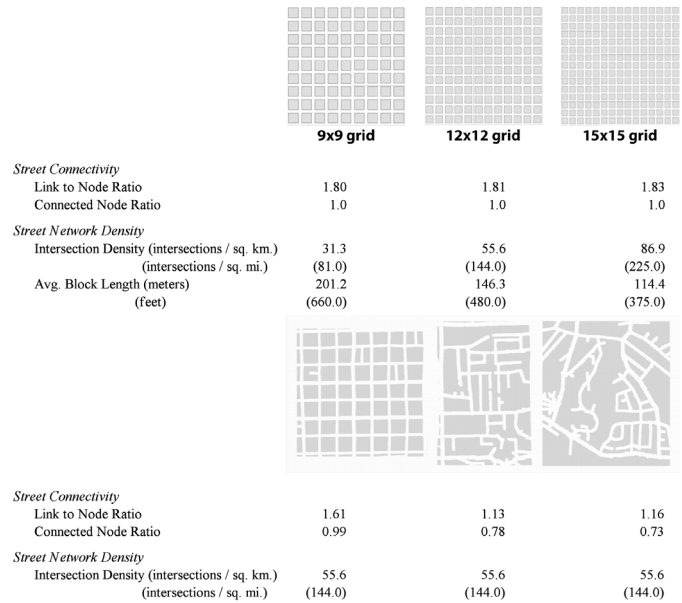 9x9 grid 12x12 grid 15x15 grid
Street Connectivity
Link to Node Ratio 1.80 1.81 1.83
Connected Node Ratio 1.0 1.0 1.0
Street Network Density
Intersection Density (intersections / sq. km.) 31.3 55.6 86.9
(intersections / sq. mi.) (81.0) (144.0) (225.0)
Avg. Block Length (meters) 201.2 146.3 114.4
(feet) (660.0) (480.0) (375.0)
Street Connectivity
Link to Node Ratio 1.61 1.13 1.16
Connected Node Ratio 0.99 0.78 0.73
Street Network Density
Intersection Density (intersections / sq. km.) 55.6 55.6 55.6
(intersections / sq. mi.) (144.0) (144.0) (144.0)